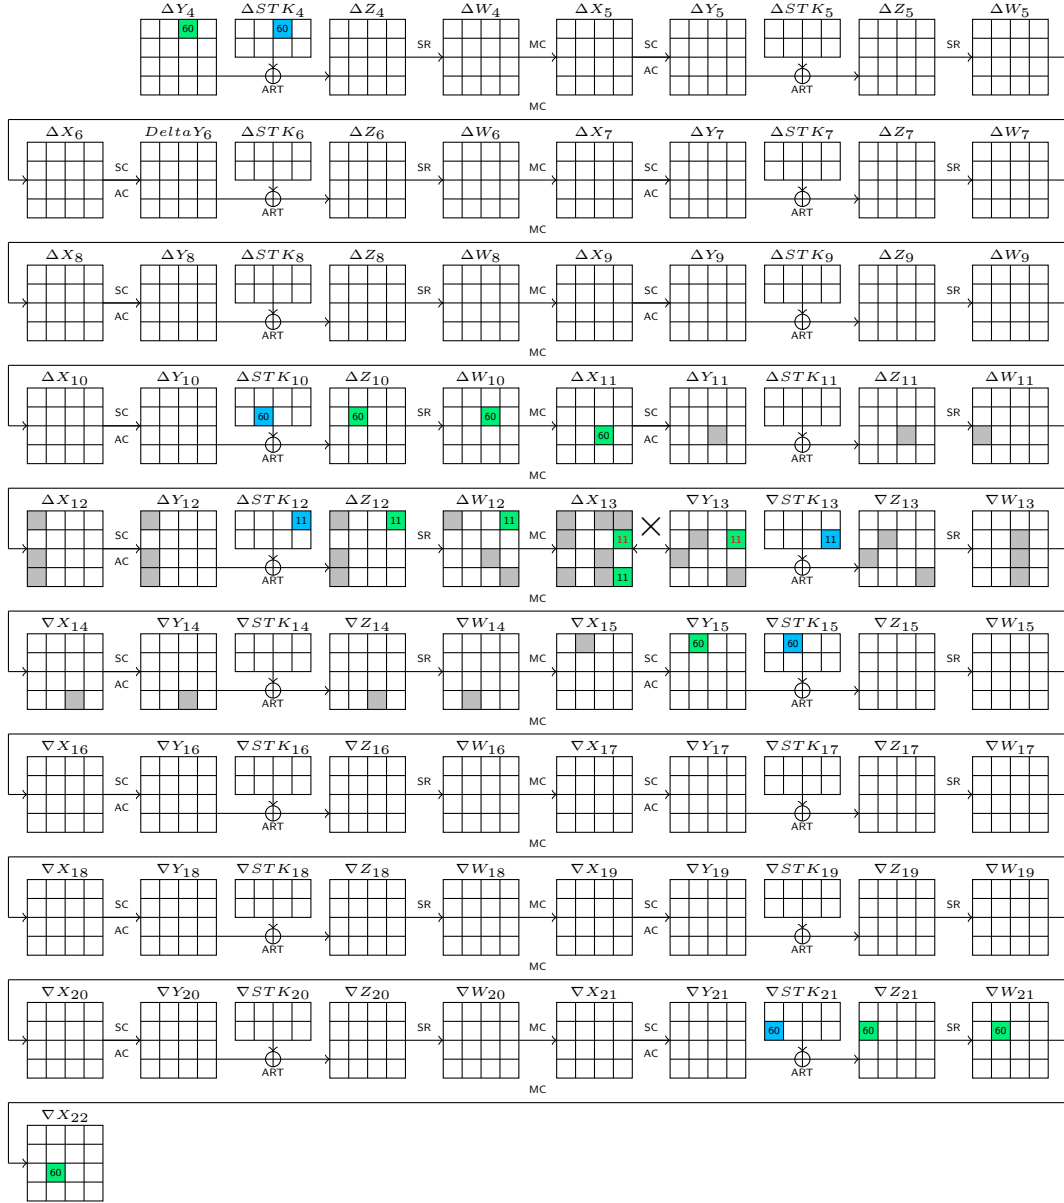 ΔY4 ΔSTK4 ΔZ4 ΔW4 ΔX5 ΔY5 ΔSTK5 ΔZ5 ΔW5
60 60
SR MC SC SR
AC
ART ART
MC
ΔX6 DeltaY6 ΔSTK6 ΔZ6 ΔW6 ΔX7 ΔY7 ΔSTK7 ΔZ7 ΔW7
SC SR MC SC SR
AC AC
ART ART
MC
ΔX8 ΔY8 ΔSTK8 ΔZ8 ΔW8 ΔX9 ΔY9 ΔSTK9 ΔZ9 ΔW9
SC SR MC SC SR
AC AC
ART ART
MC
ΔX10 ΔY10 ΔSTK10 ΔZ10 ΔW10 ΔX11 ΔY11 ΔSTK11 ΔZ11 ΔW11
SC 60 60 SR 60 MC SC SR
AC 60 AC
ART ART
MC
ΔX12 ΔY12 ΔSTK12 ΔZ12 ΔW12 ΔX13 ∇Y13 ∇STK13 ∇Z13 ∇W13
11 11 11
SC SR MC 11 11 11 SR
AC
11
ART ART
MC
∇X14 ∇Y14 ∇STK14 ∇Z14 ∇W14 ∇X15 ∇Y15 ∇STK15 ∇Z15 ∇W15
60 60
SC SR MC SC SR
AC AC
ART ART
MC
∇X16 ∇Y16 ∇STK16 ∇Z16 ∇W16 ∇X17 ∇Y17 ∇STK17 ∇Z17 ∇W17
SC SR MC SC SR
AC AC
ART ART
MC
∇X18 ∇Y18 ∇STK18 ∇Z18 ∇W18 ∇X19 ∇Y19 ∇STK19 ∇Z19 ∇W19
SC SR MC SC SR
AC AC
ART ART
MC
∇X20 ∇Y20 ∇STK20 ∇Z20 ∇W20 ∇X21 ∇Y21 ∇STK21 ∇Z21 ∇W21
SC SR MC SC 60 60 SR 60
AC AC
ART ART
MC
∇X22
60